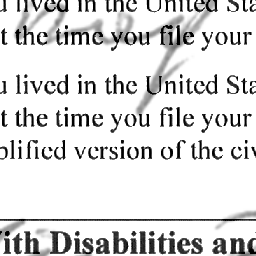 u lived in the United Sta
t the time you file your
u lived in the United Sta
t the time you file your
plified version of the civ
ith Disabilities and